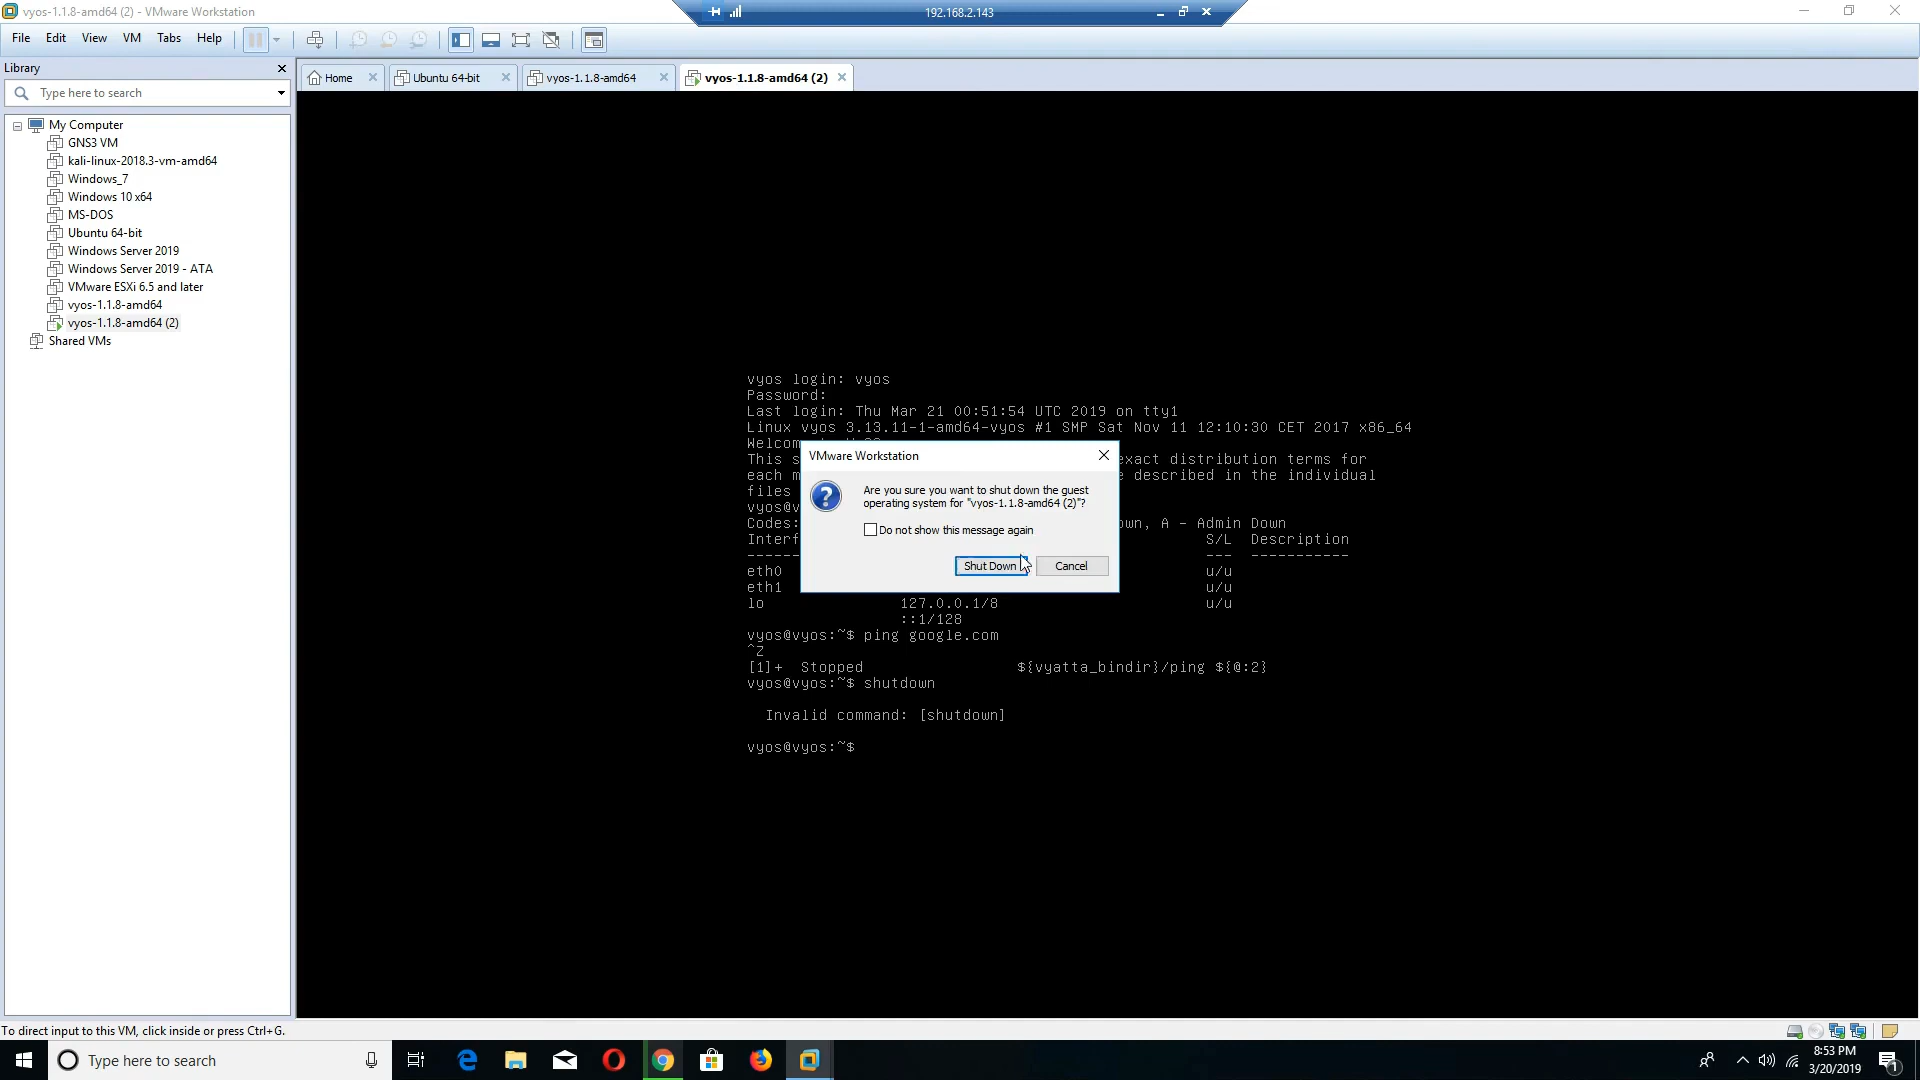 vyos-1.1.8-amd64 (2) - VMware Workstation
192.168.2.143
File Edit View VM Tabs Help
Library
Type here to search
Home
Ubuntu 64-bit
vyos-1.1.8-amd64
vyos-1.1.8-amd64 (2)
My Computer
GNS3 VM
kali-linux-2018.3-vm-amd64
Windows_7
Windows 10 x64
MS-DOS
Ubuntu 64-bit
Windows Server 2019
Windows Server 2019 - ATA
VMware ESXi 6.5 and later
vyos-1.1.8-amd64
vyos-1.1.8-amd64 (2)
Shared VMs
vyos login: vyos
Password:
Last login: Thu Mar 21 00:51:54 UTC 2019 on tty1
Linux vyos 3.13.11-1-amd64-vyos #1 SMP Sat Nov 11 12:10:30 CET 2017 x86_64
Welcom
This s exact distribution terms for
each m e described in the individual
files
vyos@v
Codes: own, A - Admin Down
Interf S/L Description
------ --- -----------
eth0 u/u
eth1 u/u
lo 127.0.0.1/8 u/u
::1/128
vyos@vyos:~$ ping google.com
^Z
[1]+ Stopped ${vyatta_bindir}/ping ${@:2}
vyos@vyos:~$ shutdown
Invalid command: [shutdown]
vyos@vyos:~$
VMware Workstation
Are you sure you want to shut down the guest
operating system for "vyos-1.1.8-amd64 (2)"?
Do not show this message again
Shut Down
Cancel
To direct input to this VM, click inside or press Ctrl+G.
Type here to search
8:53 PM
3/20/2019
1